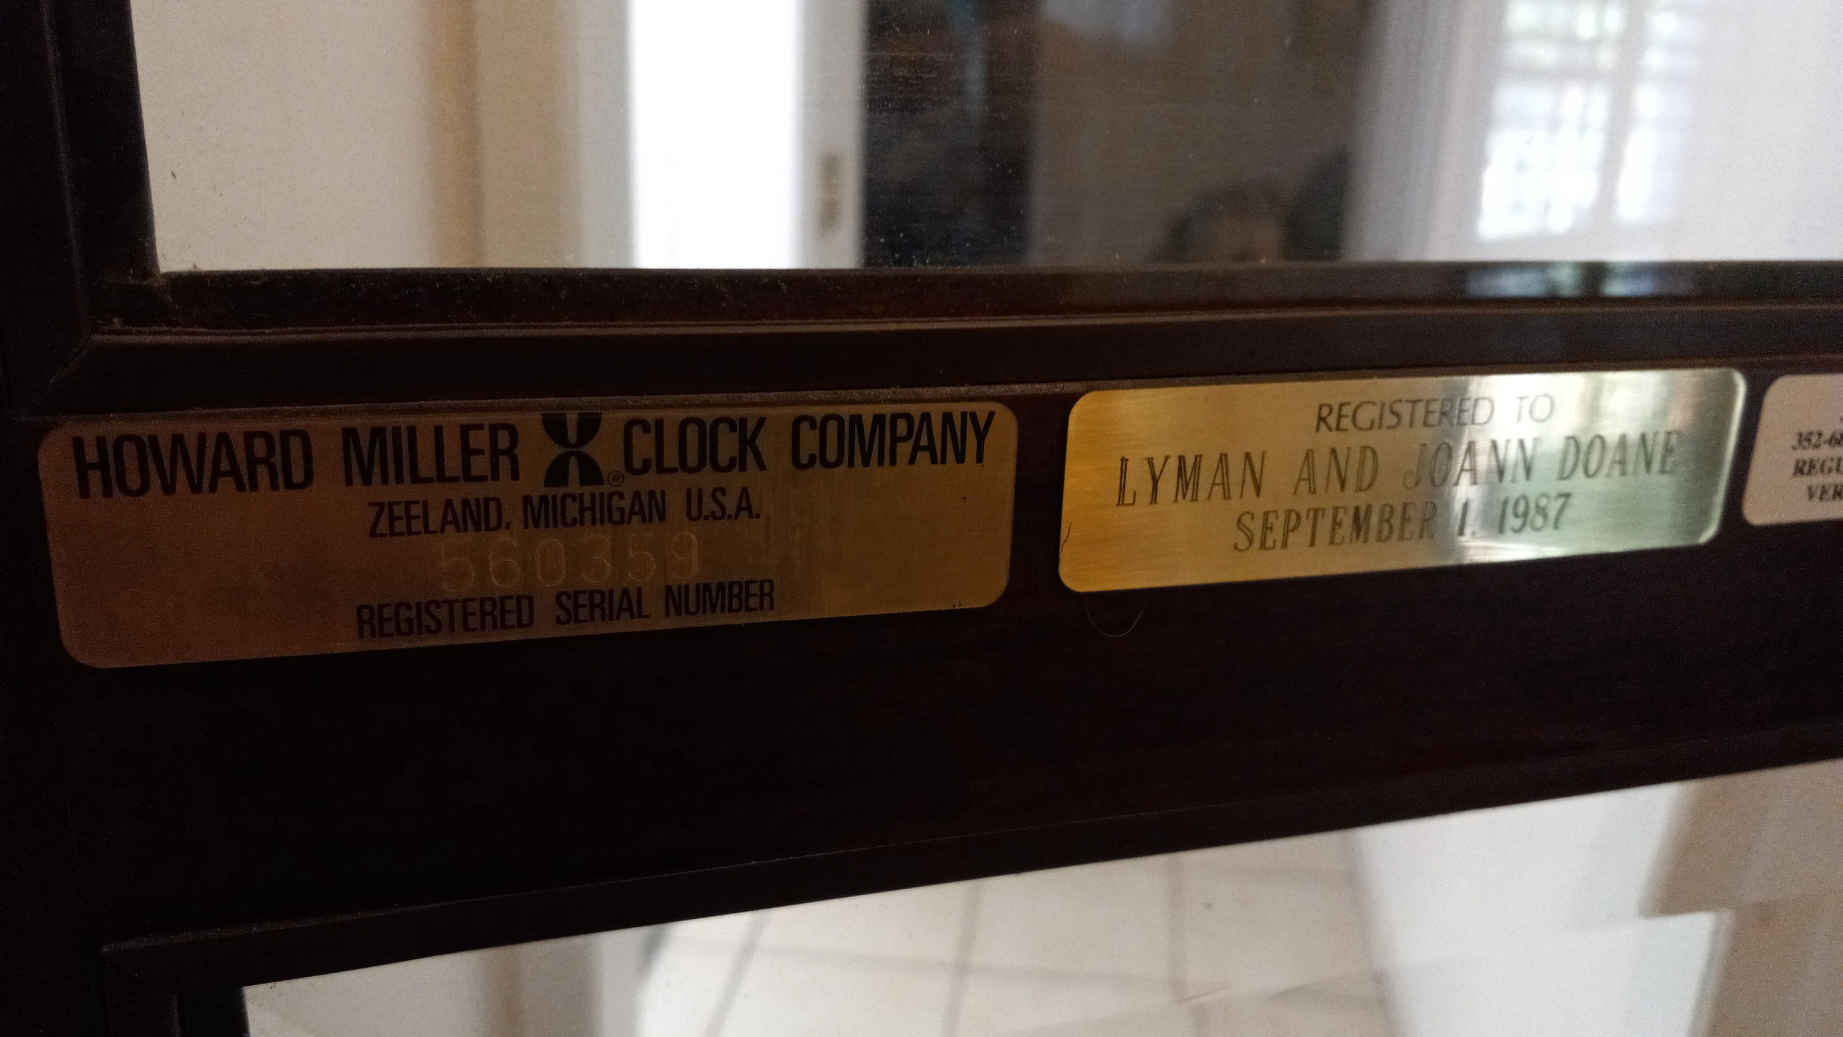 HOWARD MILLER ® CLOCK COMPANY
ZEELAND, MICHIGAN U.S.A.
560359
REGISTERED SERIAL NUMBER
REGISTERED TO
LYMAN AND JOANN DOANE
SEPTEMBER 1, 1987